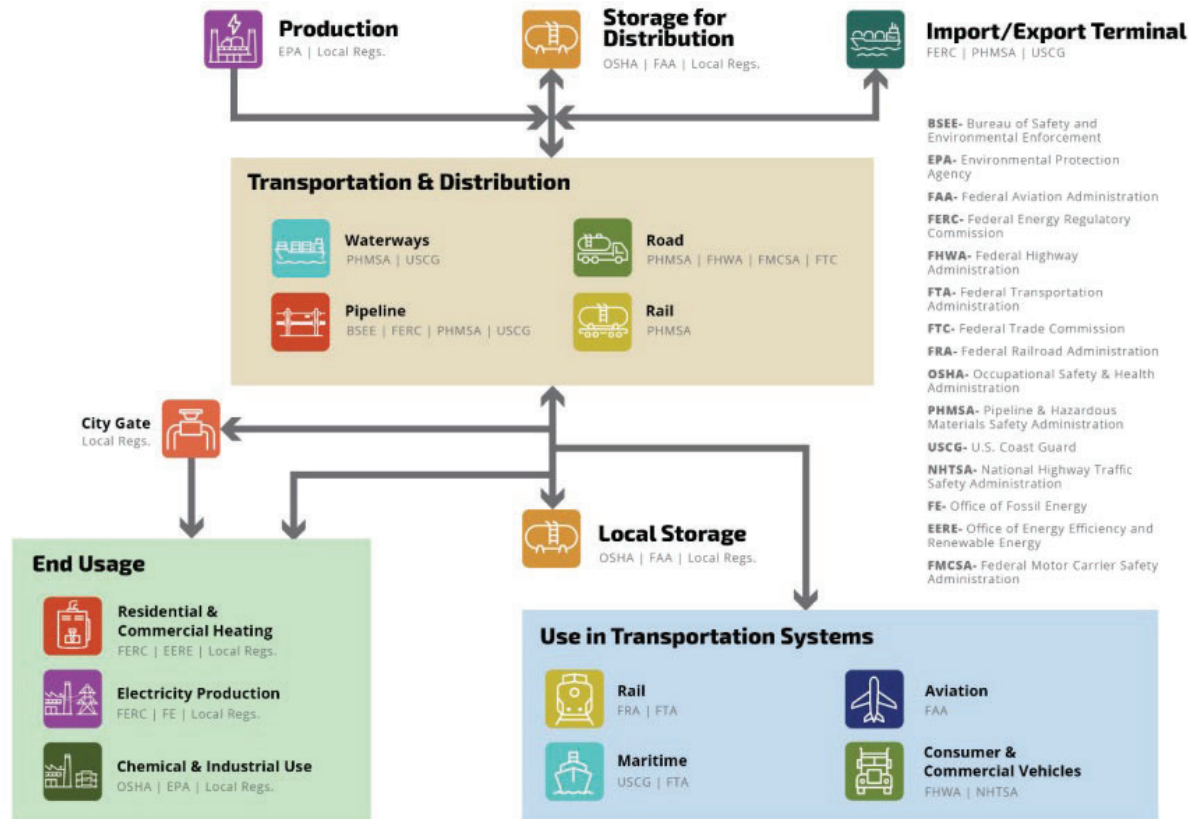 Production
EPA | Local Regs.
Storage for
Distribution
OSHA | FAA | Local Regs.
Import/Export Terminal
FERC | PHMSA | USCG
Transportation & Distribution
Waterways
PHMSA | USCG
Road
PHMSA | FHWA | FMCSA | FTC
Pipeline
BSEE | FERC | PHMSA | USCG
Rail
PHMSA
BSEE- Bureau of Safety and
Environmental Enforcement
EPA- Environmental Protection
Agency
FAA- Federal Aviation Administration
FERC- Federal Energy Regulatory
Commission
FHWA- Federal Highway
Administration
FTA- Federal Transportation
Administration
FTC- Federal Trade Commission
FRA- Federal Railroad Administration
OSHA- Occupational Safety & Health
Administration
PHMSA- Pipeline & Hazardous
Materials Safety Administration
USCG- U.S. Coast Guard
NHTSA- National Highway Traffic
Safety Administration
FE- Office of Fossil Energy
EERE- Office of Energy Efficiency and
Renewable Energy
FMCSA- Federal Motor Carrier Safety
Administration
City Gate
Local Regs.
Local Storage
OSHA | FAA | Local Regs.
End Usage
Residential &
Commercial Heating
FERC | EERE | Local Regs.
Electricity Production
FERC | FE | Local Regs.
Chemical & Industrial Use
OSHA | EPA | Local Regs.
Use in Transportation Systems
Rail
FRA | FTA
Aviation
FAA
Maritime
USCG | FTA
Consumer &
Commercial Vehicles
FHWA | NHTSA